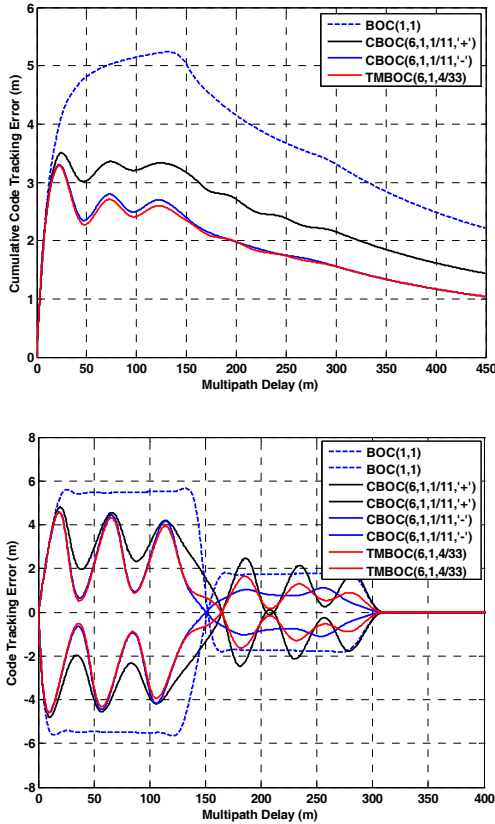 6
5
4
3
2
1
0
Cumulative Code Tracking Error (m)
BOC(1,1)
CBOC(6,1,1/11,'+')
CBOC(6,1,1/11,'-')
TMBOC(6,1,4/33)
0 50 100 150 200 250 300 350 400 450
Multipath Delay (m)
8
6
4
2
0
-2
-4
-6
-8
Code Tracking Error (m)
BOC(1,1)
BOC(1,1)
CBOC(6,1,1/11,'+')
CBOC(6,1,1/11,'+')
CBOC(6,1,1/11,'-')
CBOC(6,1,1/11,'-')
TMBOC(6,1,4/33)
TMBOC(6,1,4/33)
0 50 100 150 200 250 300 350 400
Multipath Delay (m)